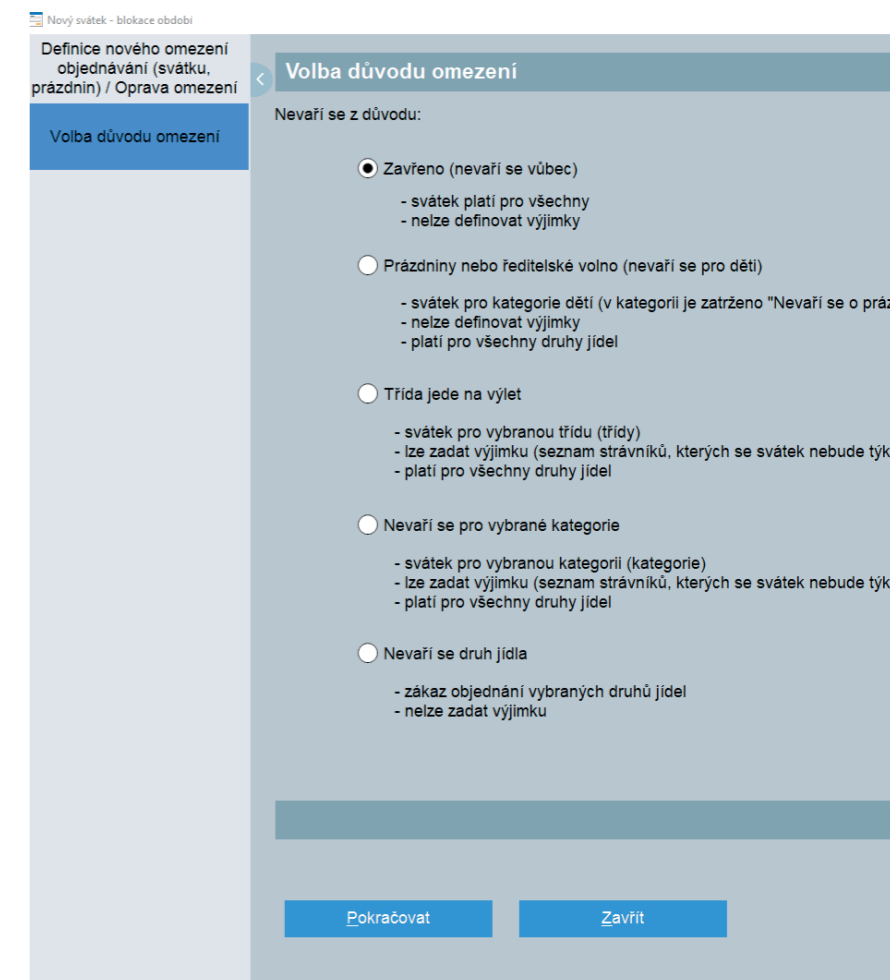 Nový svátek - blokace období
Definice nového omezení
objednávání (svátku,
prázdnin) / Oprava omezení
Volba důvodu omezení
Volba důvodu omezení
Nevaří se z důvodu:
Zavřeno (nevaří se vůbec)
- svátek platí pro všechny
- nelze definovat výjimky
Prázdniny nebo ředitelské volno (nevaří se pro děti)
- svátek pro kategorie dětí (v kategorii je zatrženo "Nevaří se o
- nelze definovat výjimky
- platí pro všechny druhy jídel
Třída jede na výlet
- svátek pro vybranou třídu (třídy)
- lze zadat výjimku (seznam strávníků, kterých se svátek nebude
- platí pro všechny druhy jídel
Nevaří se pro vybrané kategorie
- svátek pro vybranou kategorii (kategorie)
- lze zadat výjimku (seznam strávníků, kterých se svátek nebude
- platí pro všechny druhy jídel
Nevaří se druh jídla
- zákaz objednání vybraných druhů jídel
- nelze zadat výjimku
Pokračovat
Zavřít